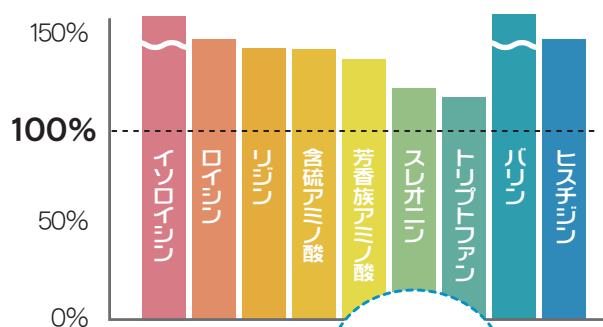 150%
100%
50%
0%
イソロイシン
ロイシン
リジン
含硫アミノ酸
芳香族アミノ酸
スレオニン
トリプトファン
バリン
ヒスチジン